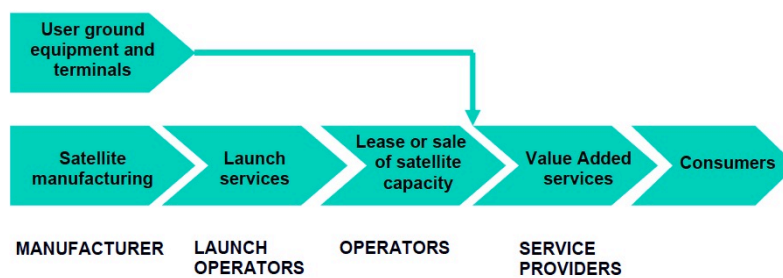 User ground
equipment and
terminals
Satellite
manufacturing
Launch
services
Lease or sale
of satellite
capacity
Value Added
services
Consumers
MANUFACTURER
LAUNCH
OPERATORS
OPERATORS
SERVICE
PROVIDERS